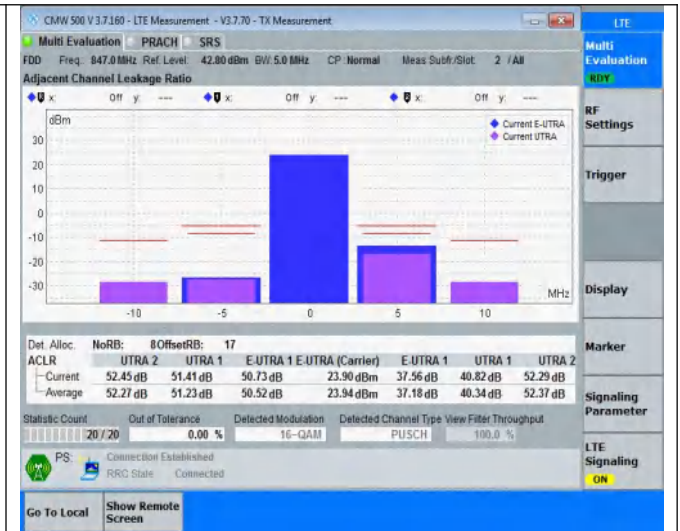 CMW 500 V 3.7.160 - LTE Measurement - V3.7.70 - TX Measurement
LTE
Multi Evaluation PRACH SRS
Multi Evaluation
RDY
FDD Freq.: 847.0 MHz Ref. Level: 42.80 dBm BW: 5.0 MHz CP: Normal Meas Subfr./Slot: 2 / All
Adjacent Channel Leakage Ratio
x: Off y: --- x: Off y: --- x: Off y: ---
RF Settings
dBm
Current E-UTRA
Current UTRA
30
20
Trigger
10
0
-10
-20
-30
MHz
Display
-10 -5 0 5 10
Det. Alloc. NoRB: 8 OffsetRB: 17
Marker
ACLR UTRA 2 UTRA 1 E-UTRA 1 E-UTRA (Carrier) E-UTRA 1 UTRA 1 UTRA 2
Current 52.45 dB 51.41 dB 50.73 dB 23.90 dBm 37.56 dB 40.82 dB 52.29 dB
Average 52.27 dB 51.23 dB 50.52 dB 23.94 dBm 37.18 dB 40.34 dB 52.37 dB
Signaling Parameter
Statistic Count Out of Tolerance Detected Modulation Detected Channel Type View Filter Throughput
20 / 20 0.00 % 16-QAM PUSCH 100.0 %
LTE Signaling
ON
PS: Connection Established
RRC State Connected
Go To Local Show Remote Screen